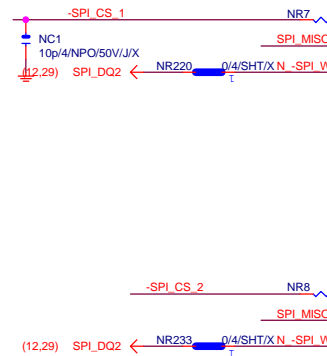 -SPI_CS_1 NR7
NC1 SPI_MISO
10p/4/NPO/50V/J/X
(12,29) SPI_DQ2 NR220 0/4/SHT/X N_-SPI_W
-SPI_CS_2 NR8
SPI_MISO
(12,29) SPI_DQ2 NR233 0/4/SHT/X N_-SPI_W